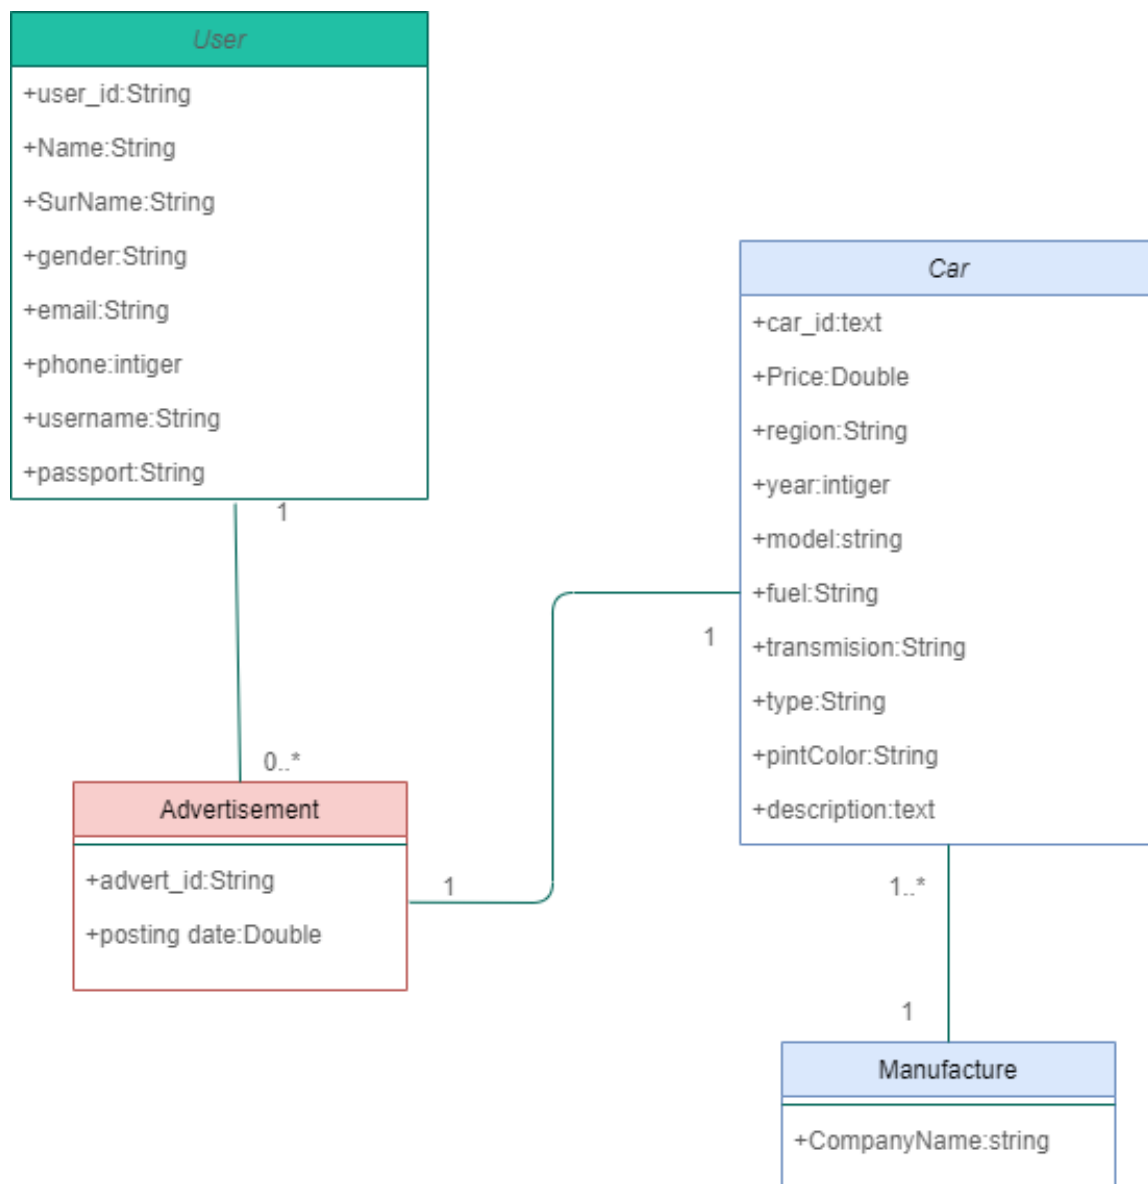 User
+user_id:String
+Name:String
+SurName:String
+gender:String
+email:String
+phone:intiger
+username:String
+passport:String
1
0..*
Advertisement
+advert_id:String
+posting date:Double
1
1
Car
+car_id:text
+Price:Double
+region:String
+year:intiger
+model:string
+fuel:String
+transmision:String
+type:String
+pintColor:String
+description:text
1..*
1
Manufacture
+CompanyName:string